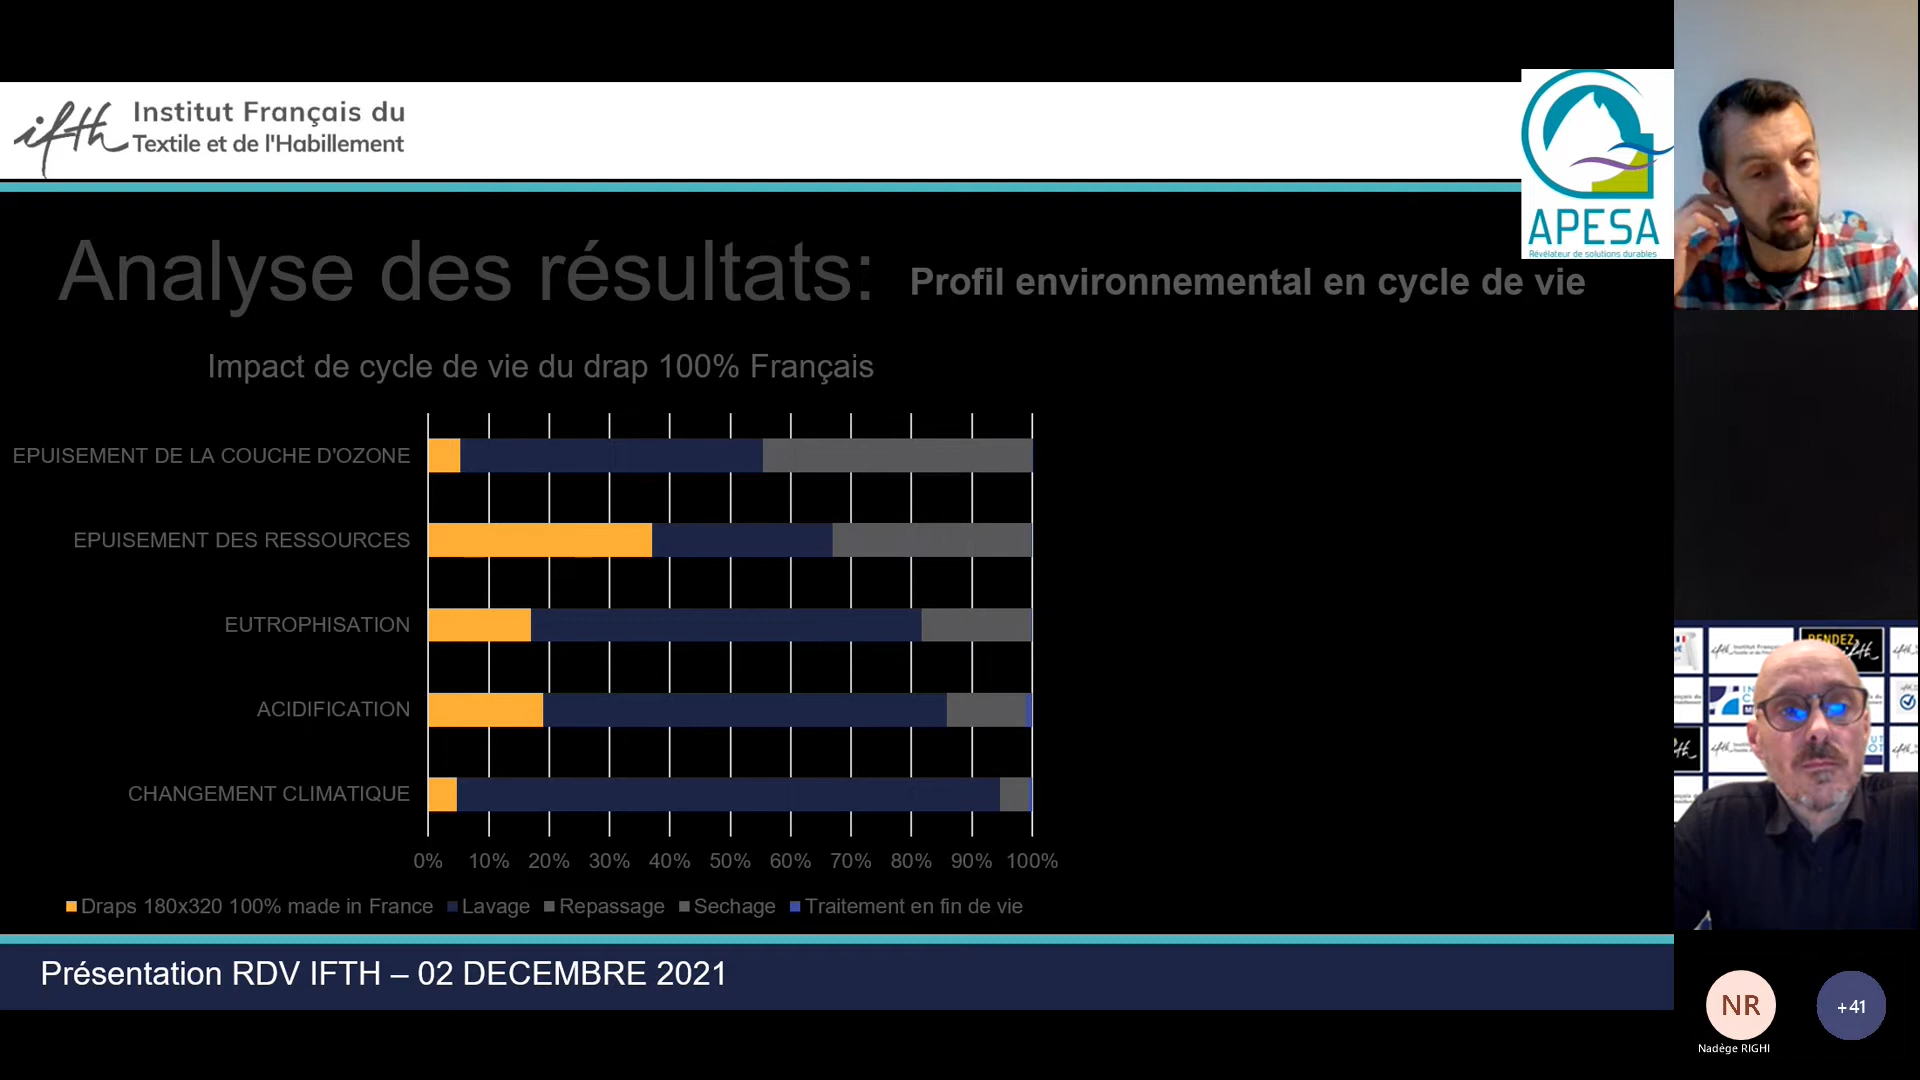 ifth Institut Français du
Textile et de l'Habillement
APESA
Révélateur de solutions durables
Analyse des résultats: Profil environnemental en cycle de vie
Impact de cycle de vie du drap 100% Français
EPUISEMENT DE LA COUCHE D'OZONE
EPUISEMENT DES RESSOURCES
EUTROPHISATION
ACIDIFICATION
CHANGEMENT CLIMATIQUE
0% 10% 20% 30% 40% 50% 60% 70% 80% 90% 100%
Draps 180x320 100% made in France Lavage Repassage Sechage Traitement en fin de vie
Présentation RDV IFTH – 02 DECEMBRE 2021
RENDEZ
ifth
NR
+41
Nadège RIGHI